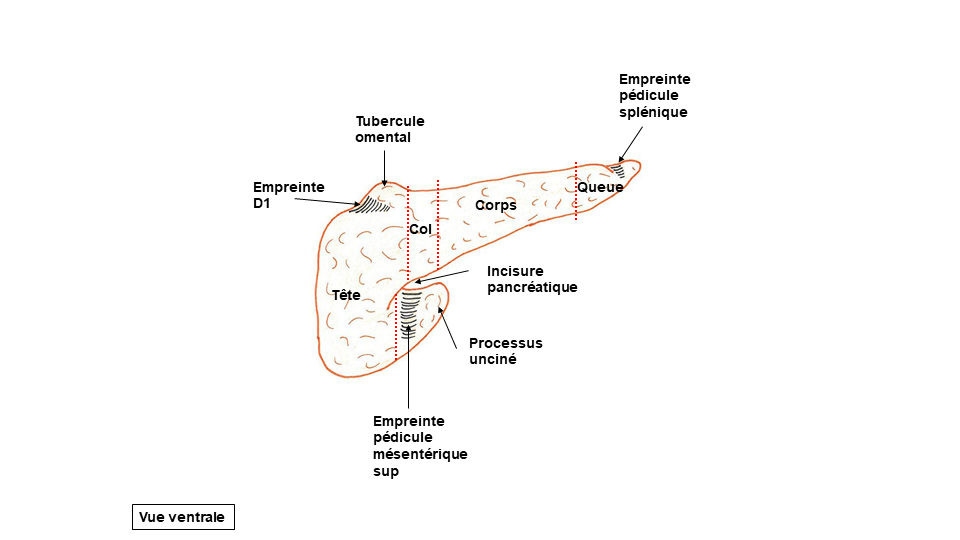 Empreinte
pédicule
splénique
Tubercule
omental
Empreinte
D1
Queue
Corps
Col
Incisure
pancréatique
Tête
Processus
unciné
Empreinte
pédicule
mésentérique
sup
Vue ventrale